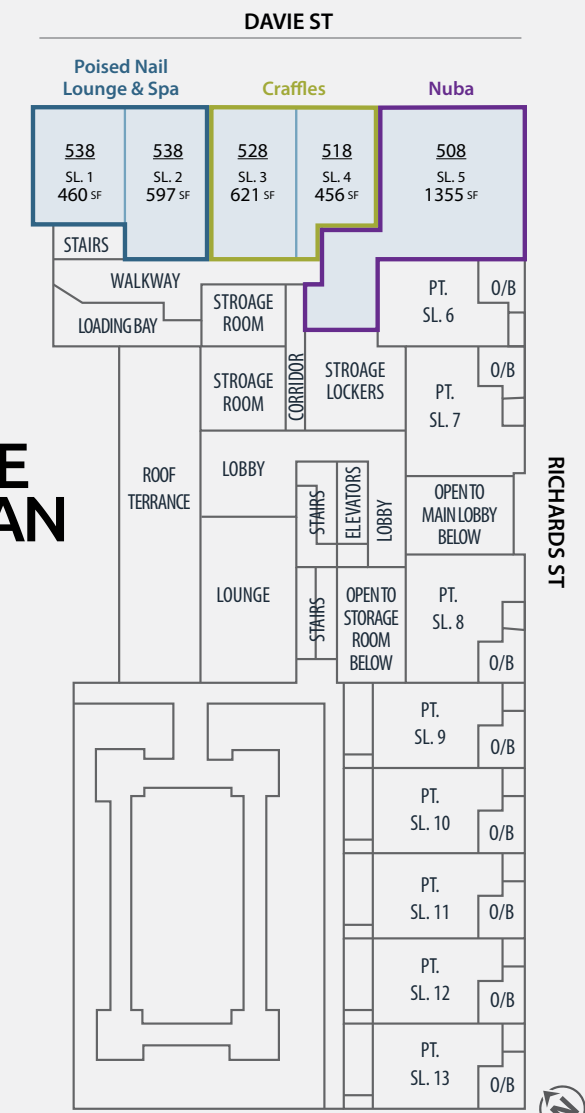 DAVIE ST
Poised Nail
Lounge & Spa
Craffles
Nuba
538
SL. 1
460 SF
538
SL. 2
597 SF
528
SL. 3
621 SF
518
SL. 4
456 SF
508
SL. 5
1355 SF
STAIRS
WALKWAY
LOADING BAY
STROAGE
ROOM
PT.
SL. 6
O/B
STROAGE
ROOM
CORRIDOR
STROAGE
LOCKERS
PT.
SL. 7
O/B
E
AN
ROOF
TERRANCE
LOBBY
STAIRS
ELEVATORS
LOBBY
OPEN TO
MAIN LOBBY
BELOW
RICHARDS ST
LOUNGE
STAIRS
OPEN TO
STORAGE
ROOM
BELOW
PT.
SL. 8
O/B
PT.
SL. 9
O/B
PT.
SL. 10
O/B
PT.
SL. 11
O/B
PT.
SL. 12
O/B
PT.
SL. 13
O/B